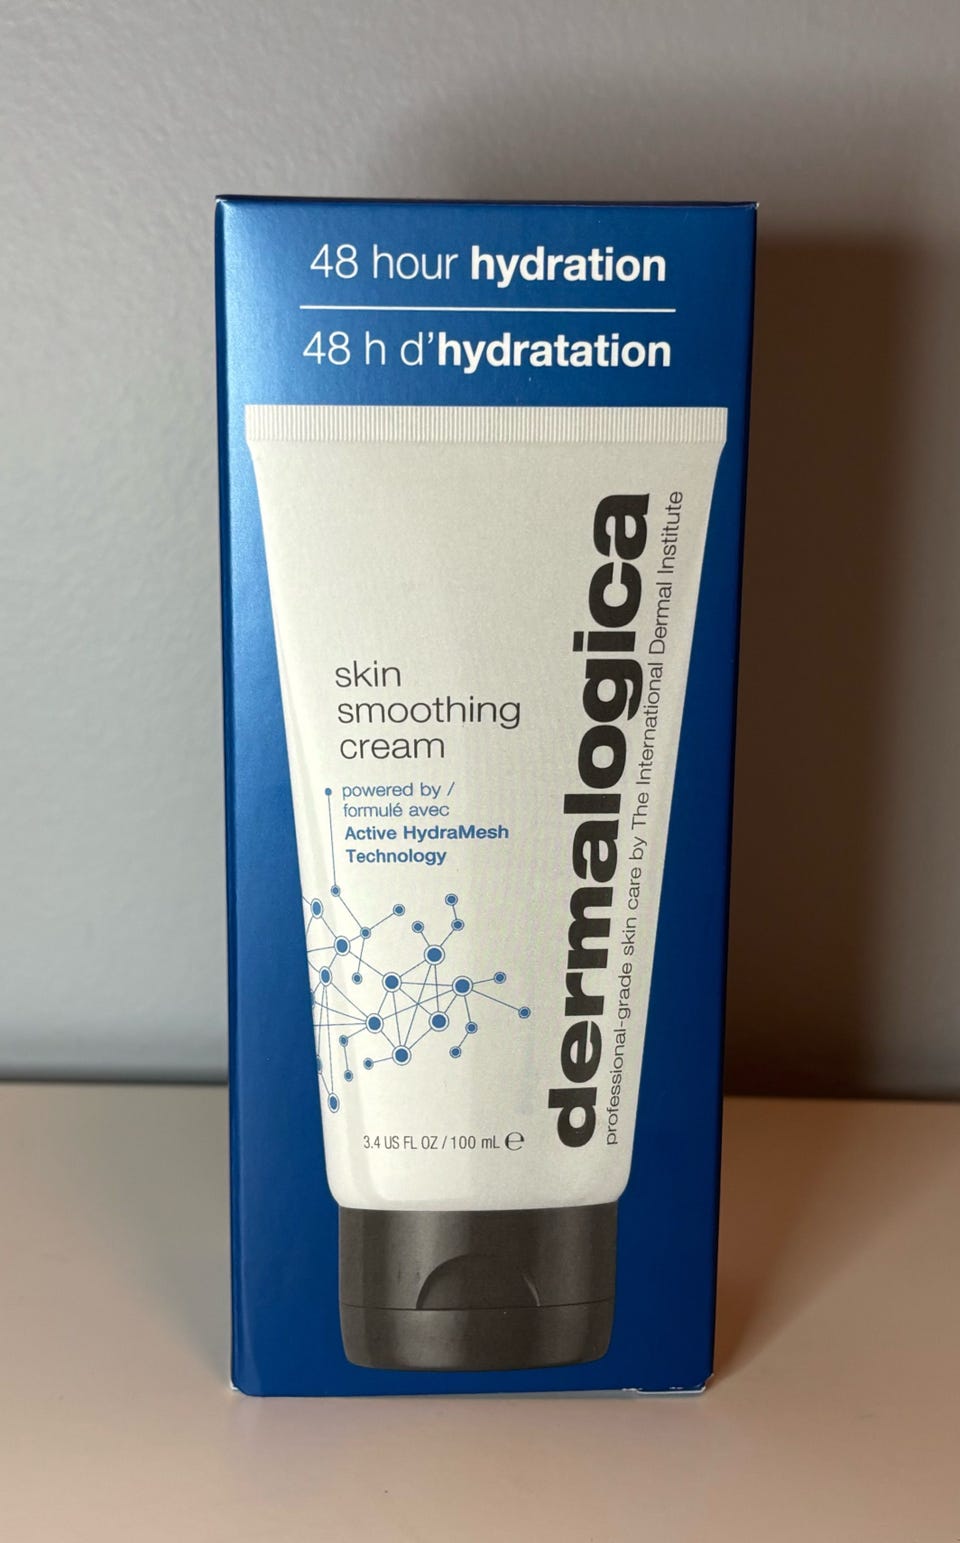 48 hour hydration
48 h d’hydratation
skin
smoothing
cream
powered by /
formulé avec
Active HydraMesh
Technology
3.4 US FL OZ / 100 mL ℮
dermalogica
professional-grade skin care by The International Dermal Institute